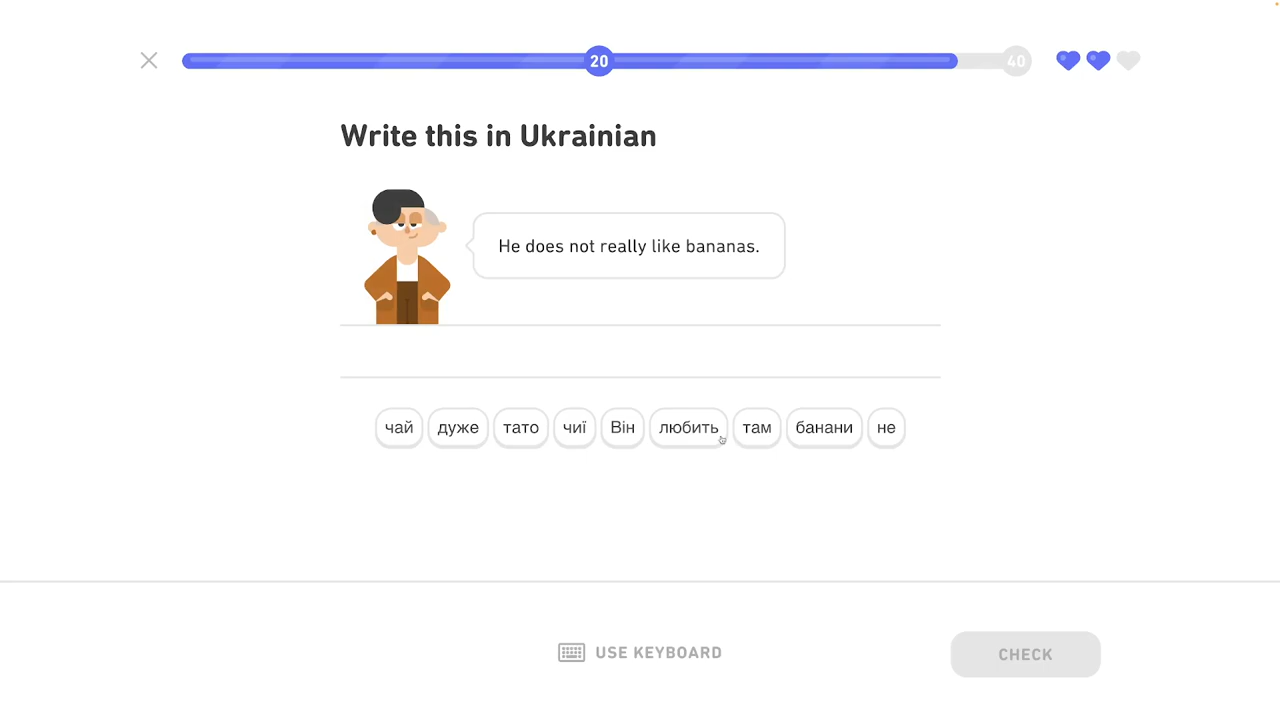 20
40
Write this in Ukrainian
He does not really like bananas.
чай дуже тато чиї Він любить там банани не
USE KEYBOARD
CHECK